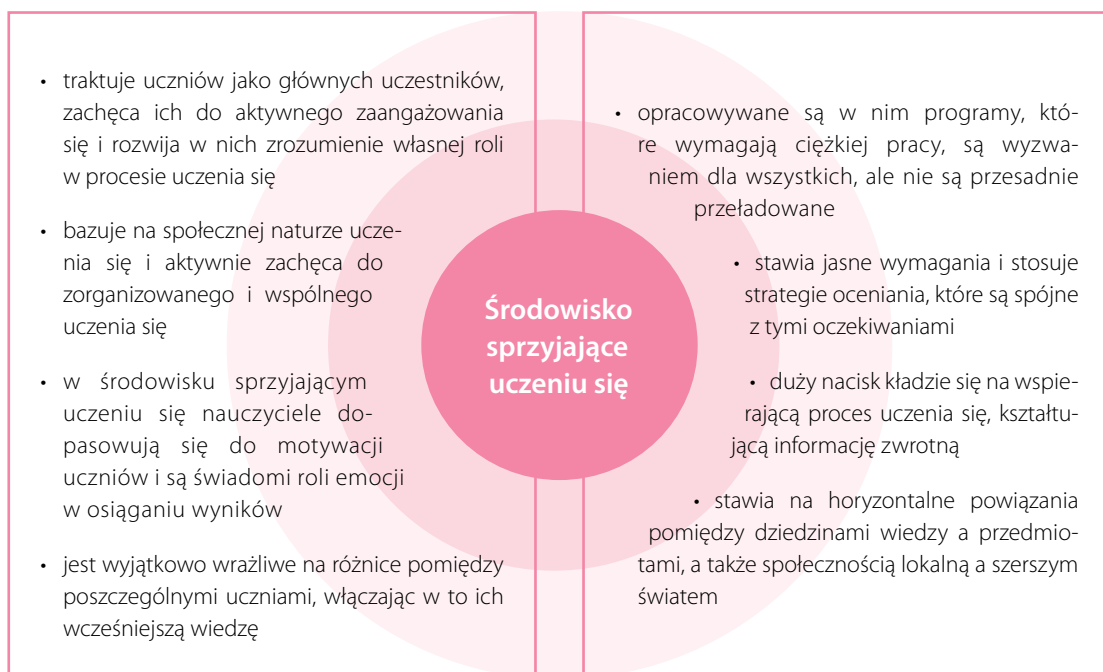 • traktuje uczniów jako głównych uczestników,
zachęca ich do aktywnego zaangażowania
się i rozwija w nich zrozumienie własnej roli
w procesie uczenia się
• bazuje na społecznej naturze ucze-
nia się i aktywnie zachęca do
zorganizowanego i wspólnego
uczenia się
• w środowisku sprzyjającym
uczeniu się nauczyciele do-
pasowują się do motywacji
uczniów i są świadomi roli emocji
w osiąganiu wyników
• jest wyjątkowo wrażliwe na różnice pomiędzy
poszczególnymi uczniami, włączając w to ich
wcześniejszą wiedzę
Środowisko
sprzyjające
uczeniu się
• opracowywane są w nim programy, któ-
re wymagają ciężkiej pracy, są wyzwa-
niem dla wszystkich, ale nie są przesadnie
przeładowane
• stawia jasne wymagania i stosuje
strategie oceniania, które są spójne
z tymi oczekiwaniami
• duży nacisk kładzie się na wspie-
rającą proces uczenia się, kształtu-
jącą informację zwrotną
• stawia na horyzontalne powiązania
pomiędzy dziedzinami wiedzy a przedmio-
tami, a także społecznością lokalną a szerszym
światem